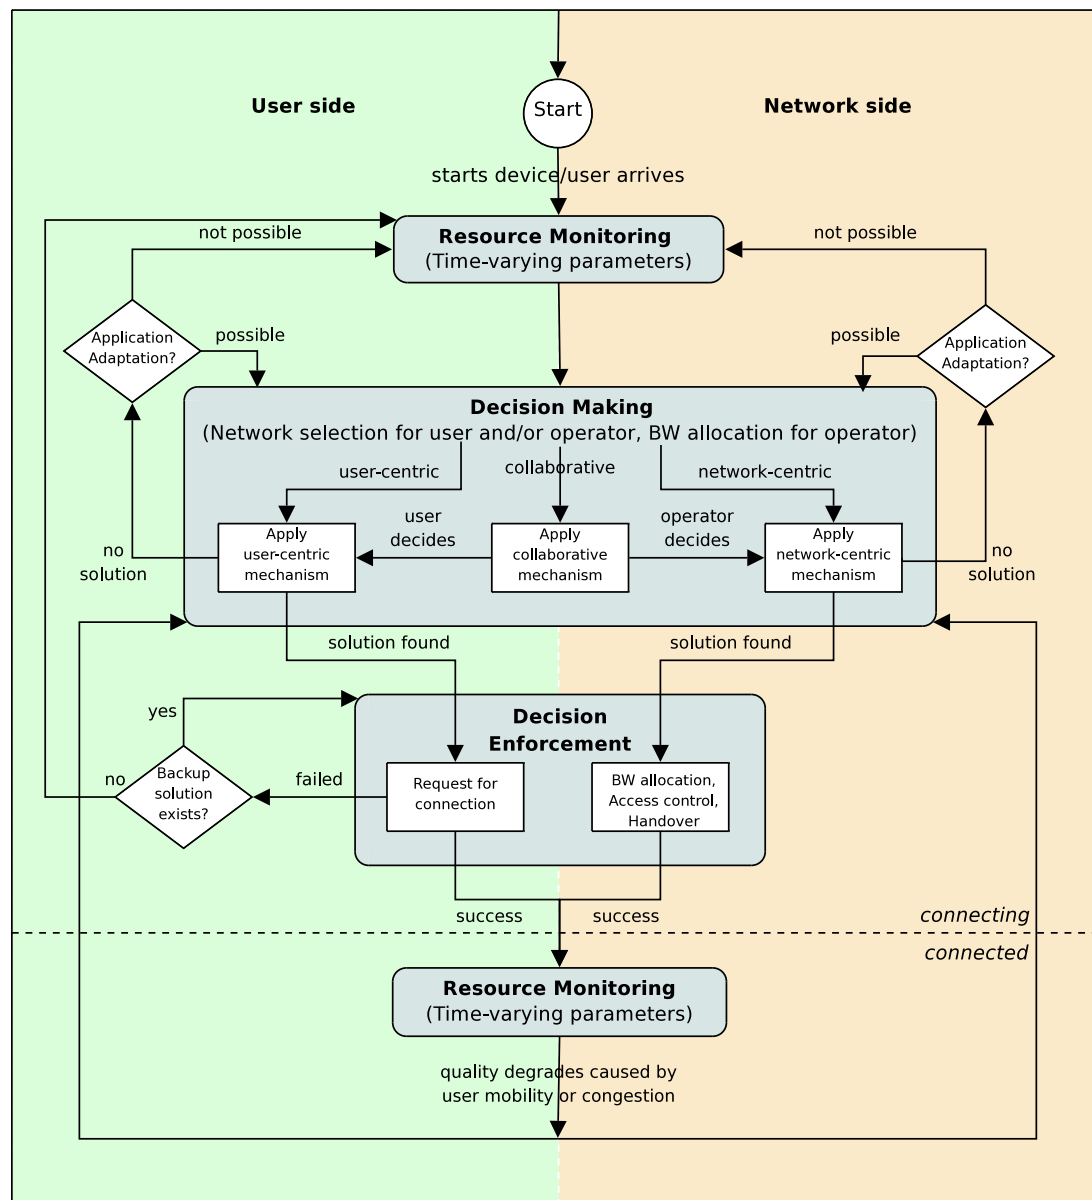 User side
Network side
Start
starts device/user arrives
Resource Monitoring
(Time-varying parameters)
not possible
not possible
Application
Adaptation?
possible
possible
Application
Adaptation?
Decision Making
(Network selection for user and/or operator, BW allocation for operator)
user-centric
collaborative
network-centric
Apply
user-centric
mechanism
user
decides
Apply
collaborative
mechanism
operator
decides
Apply
network-centric
mechanism
no
solution
no
solution
solution found
solution found
Decision
Enforcement
yes
no
Backup
solution
exists?
failed
Request for
connection
BW allocation,
Access control,
Handover
success
success
connecting
connected
Resource Monitoring
(Time-varying parameters)
quality degrades caused by
user mobility or congestion